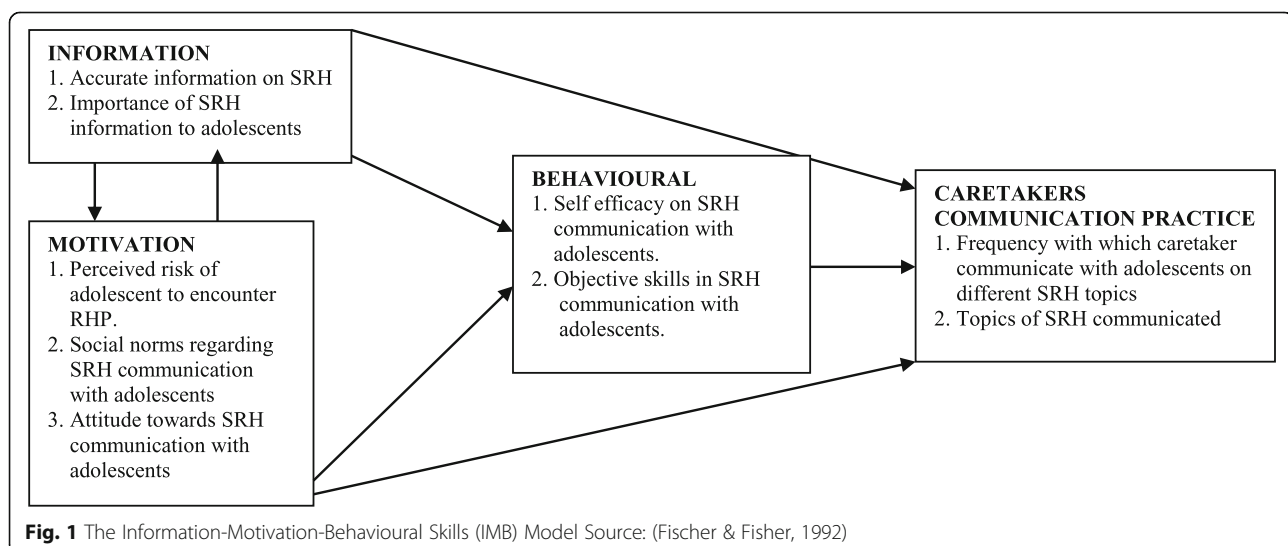 INFORMATION
1. Accurate information on SRH
2. Importance of SRH
information to adolescents
MOTIVATION
1. Perceived risk of
adolescent to encounter
RHP.
2. Social norms regarding
SRH communication
with adolescents
3. Attitude towards SRH
communication with
adolescents
BEHAVIOURAL
1. Self efficacy on SRH
communication with
adolescents.
2. Objective skills in SRH
communication with
adolescents.
CARETAKERS
COMMUNICATION PRACTICE
1. Frequency with which caretaker
communicate with adolescents on
different SRH topics
2. Topics of SRH communicated
Fig. 1 The Information-Motivation-Behavioural Skills (IMB) Model Source: (Fischer & Fisher, 1992)